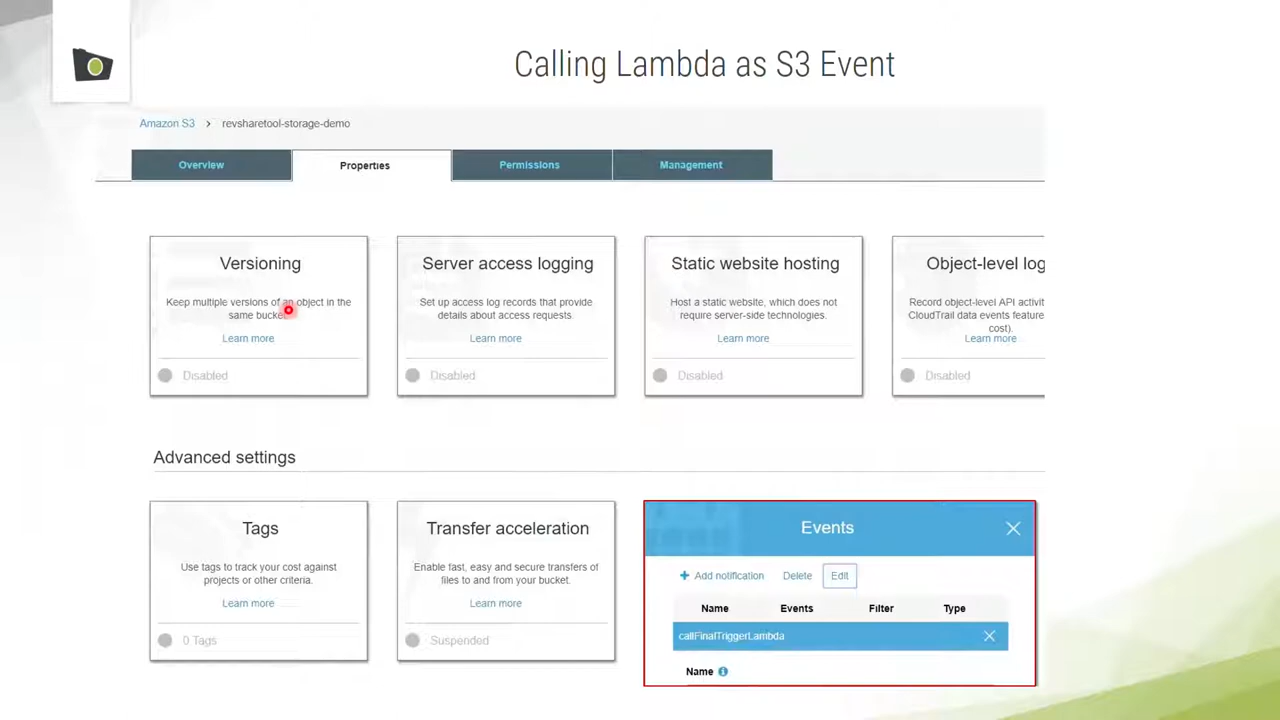 Calling Lambda as S3 Event
Amazon S3 > revsharetool-storage-demo
Overview
Properties
Permissions
Management
Versioning
Keep multiple versions of an object in the
same bucket.
Learn more
Disabled
Server access logging
Set up access log records that provide
details about access requests.
Learn more
Disabled
Static website hosting
Host a static website, which does not
require server-side technologies.
Learn more
Disabled
Object-level log
Record object-level API activit
CloudTrail data events feature
cost).
Learn more
Disabled
Advanced settings
Tags
Use tags to track your cost against
projects or other criteria.
Learn more
0 Tags
Transfer acceleration
Enable fast, easy and secure transfers of
files to and from your bucket.
Learn more
Suspended
Events
Add notification Delete Edit
Name Events Filter Type
callFinalTriggerLambda
Name